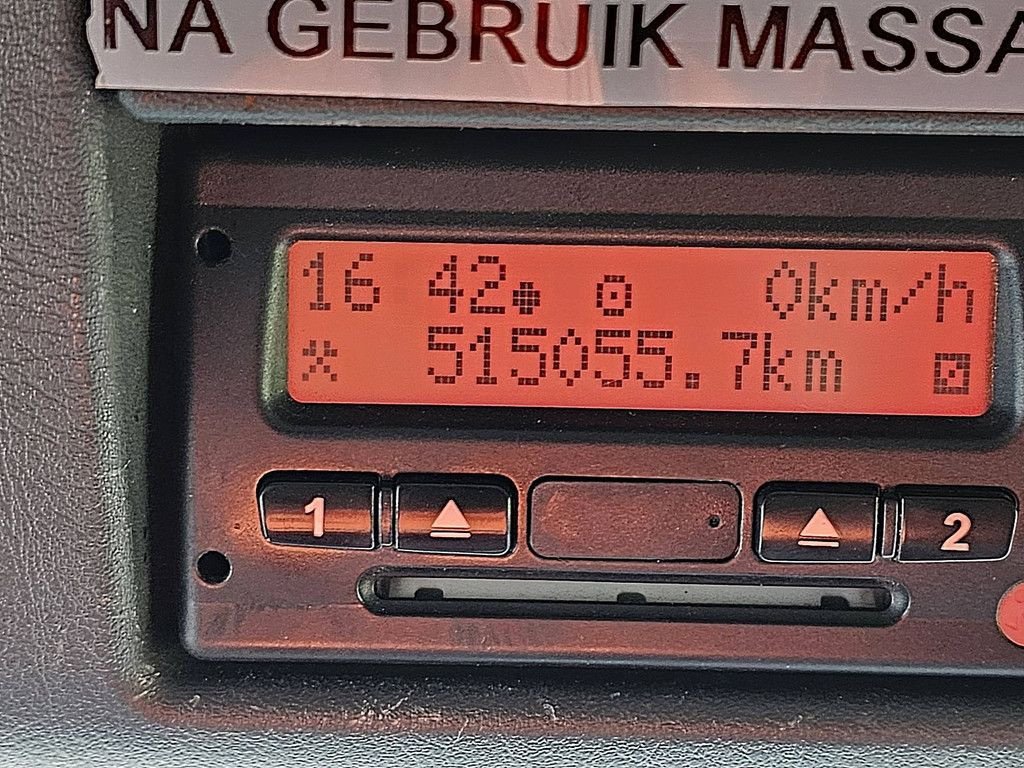 NA GEBRUIK MASSA
16 42 0km/h
515055.7km
1 2